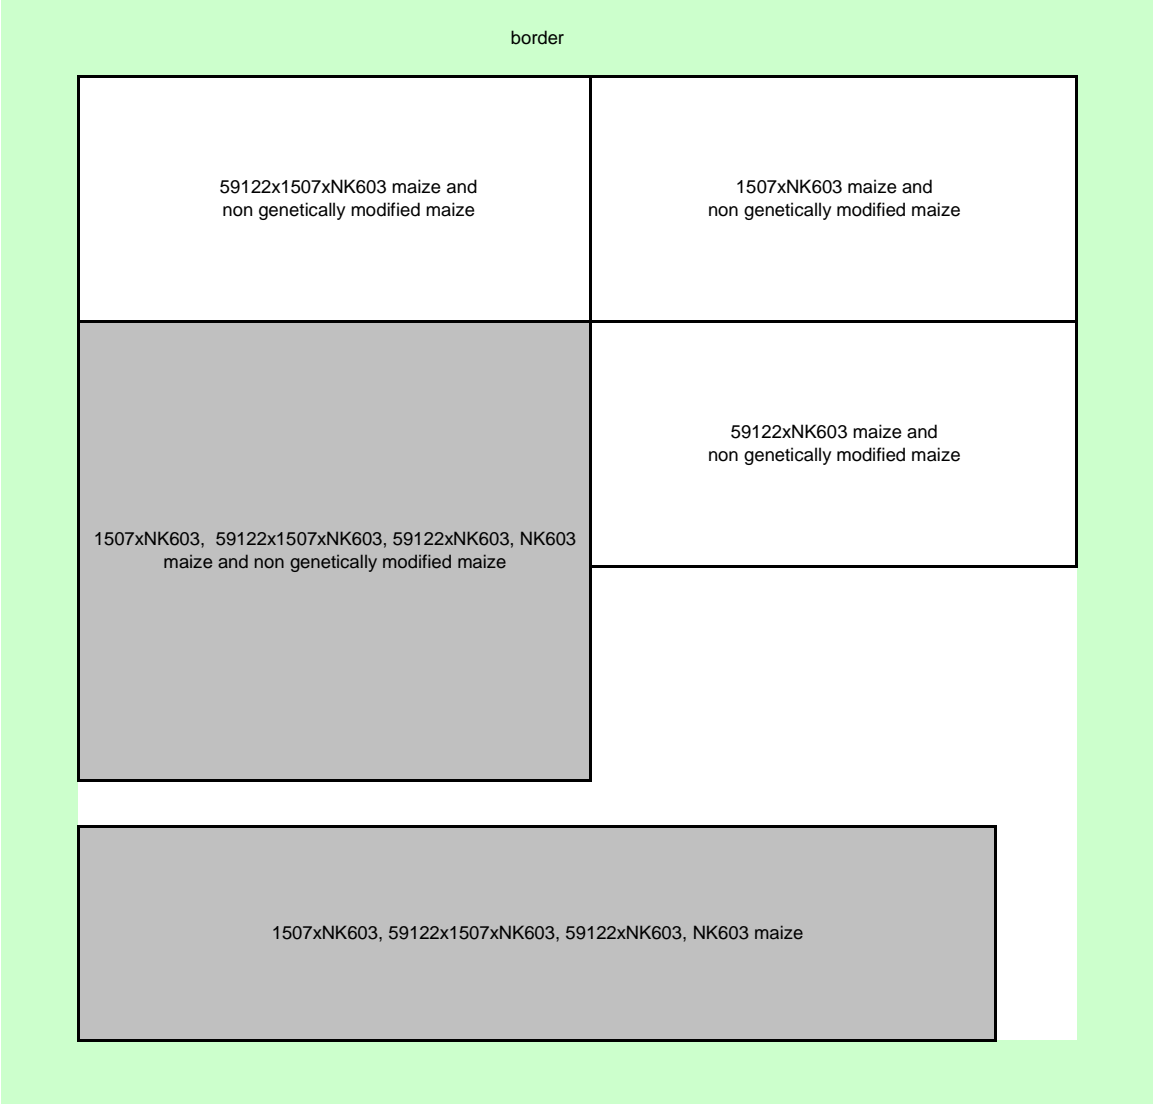 border
59122x1507xNK603 maize and
non genetically modified maize
1507xNK603 maize and
non genetically modified maize
59122xNK603 maize and
non genetically modified maize
1507xNK603,  59122x1507xNK603, 59122xNK603, NK603
maize and non genetically modified maize
1507xNK603, 59122x1507xNK603, 59122xNK603, NK603 maize